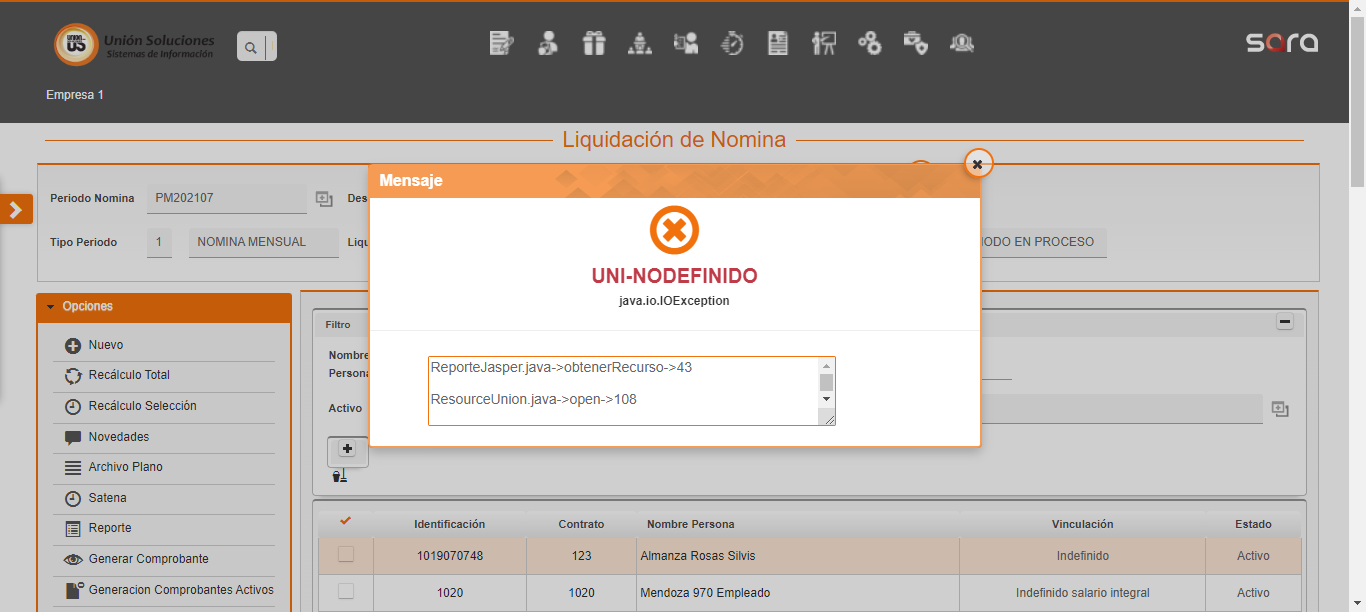 UNION
US
Unión Soluciones
Sistemas de Información
sara
Empresa 1
Liquidación de Nomina
Mensaje
Periodo Nomina PM202107 Des
Tipo Periodo 1 NOMINA MENSUAL Liqu IODO EN PROCESO
UNI-NODEFINIDO
java.io.IOException
ReporteJasper.java->obtenerRecurso->43
ResourceUnion.java->open->108
Opciones
Nuevo
Recálculo Total
Recálculo Selección
Novedades
Archivo Plano
Satena
Reporte
Generar Comprobante
Generacion Comprobantes Activos
Filtro
Nombre
Persona
Activo
Identificación Contrato Nombre Persona Vinculación Estado
1019070748 123 Almanza Rosas Silvis Indefinido Activo
1020 1020 Mendoza 970 Empleado Indefinido salario integral Activo